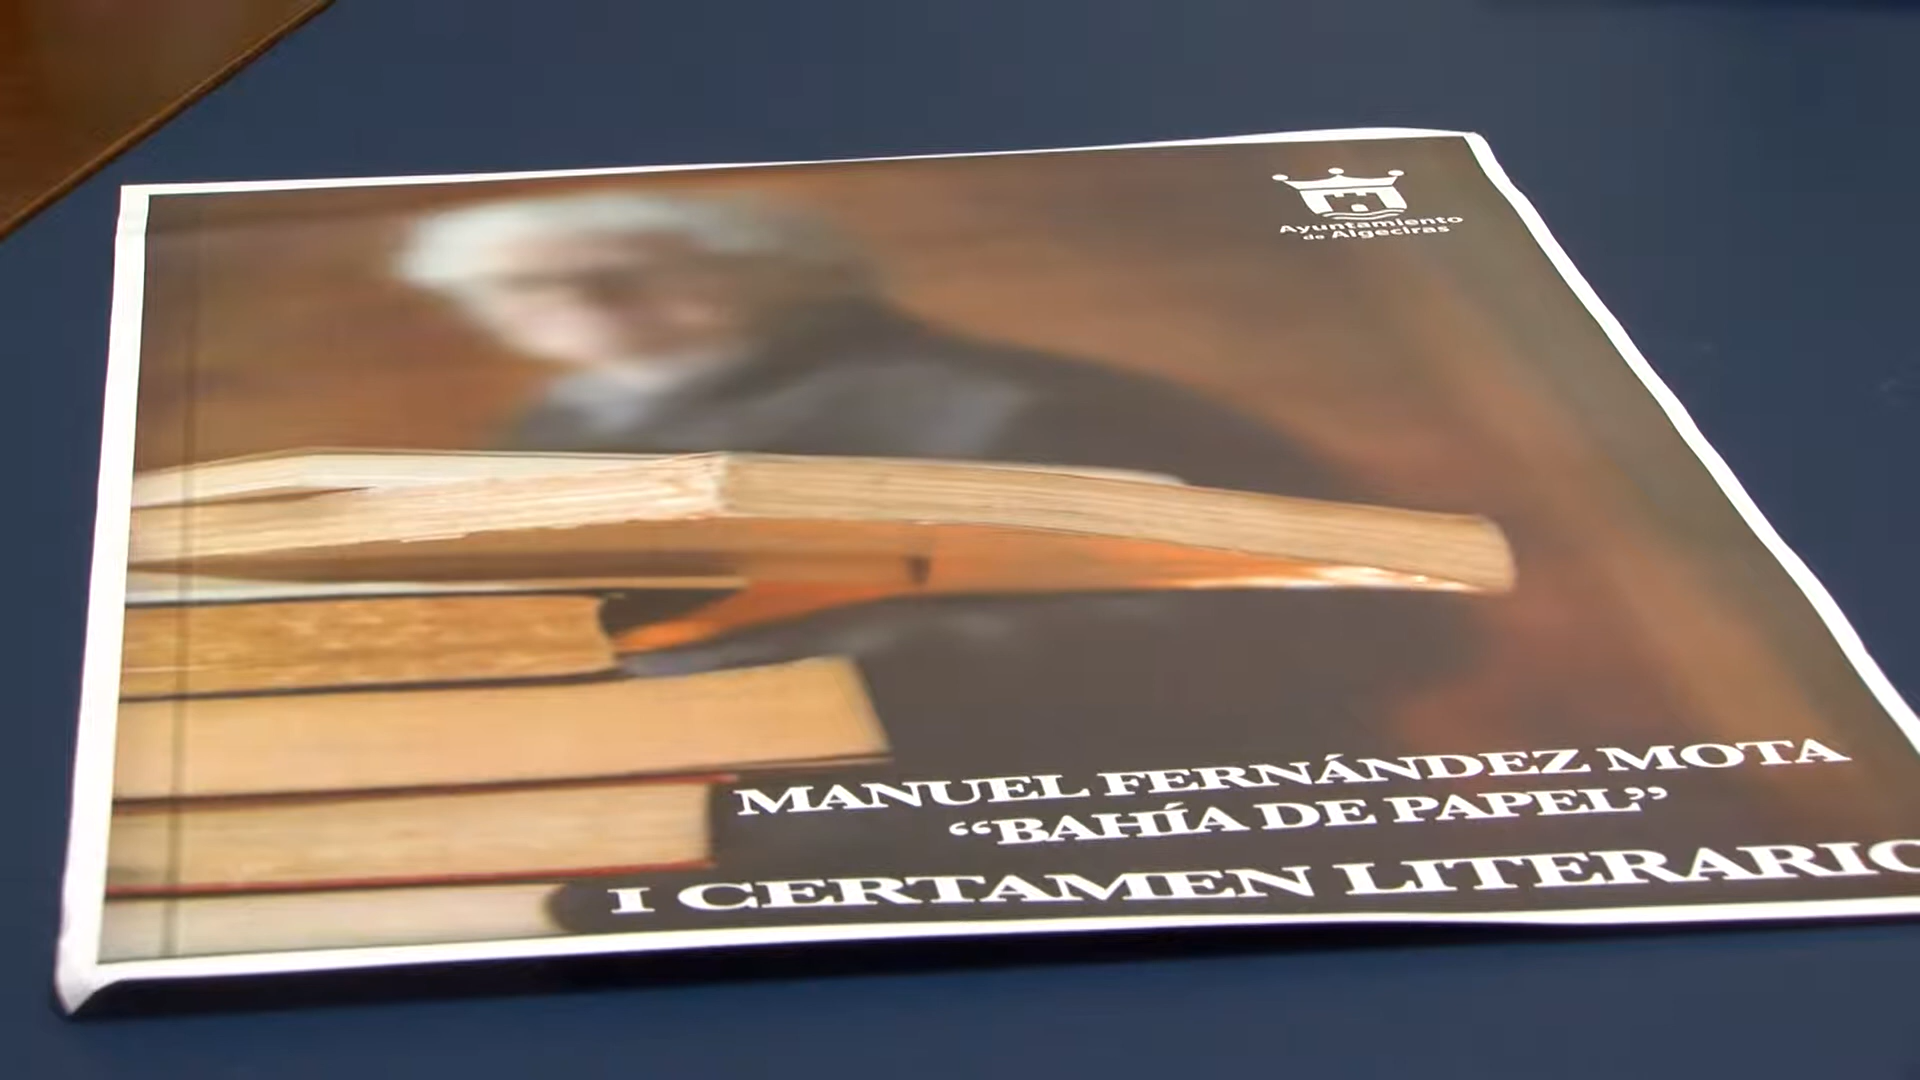 Ayuntamiento
de Algeciras
MANUEL FERNÁNDEZ MOTA
“BAHÍA DE PAPEL”
I CERTAMEN LITERARIO